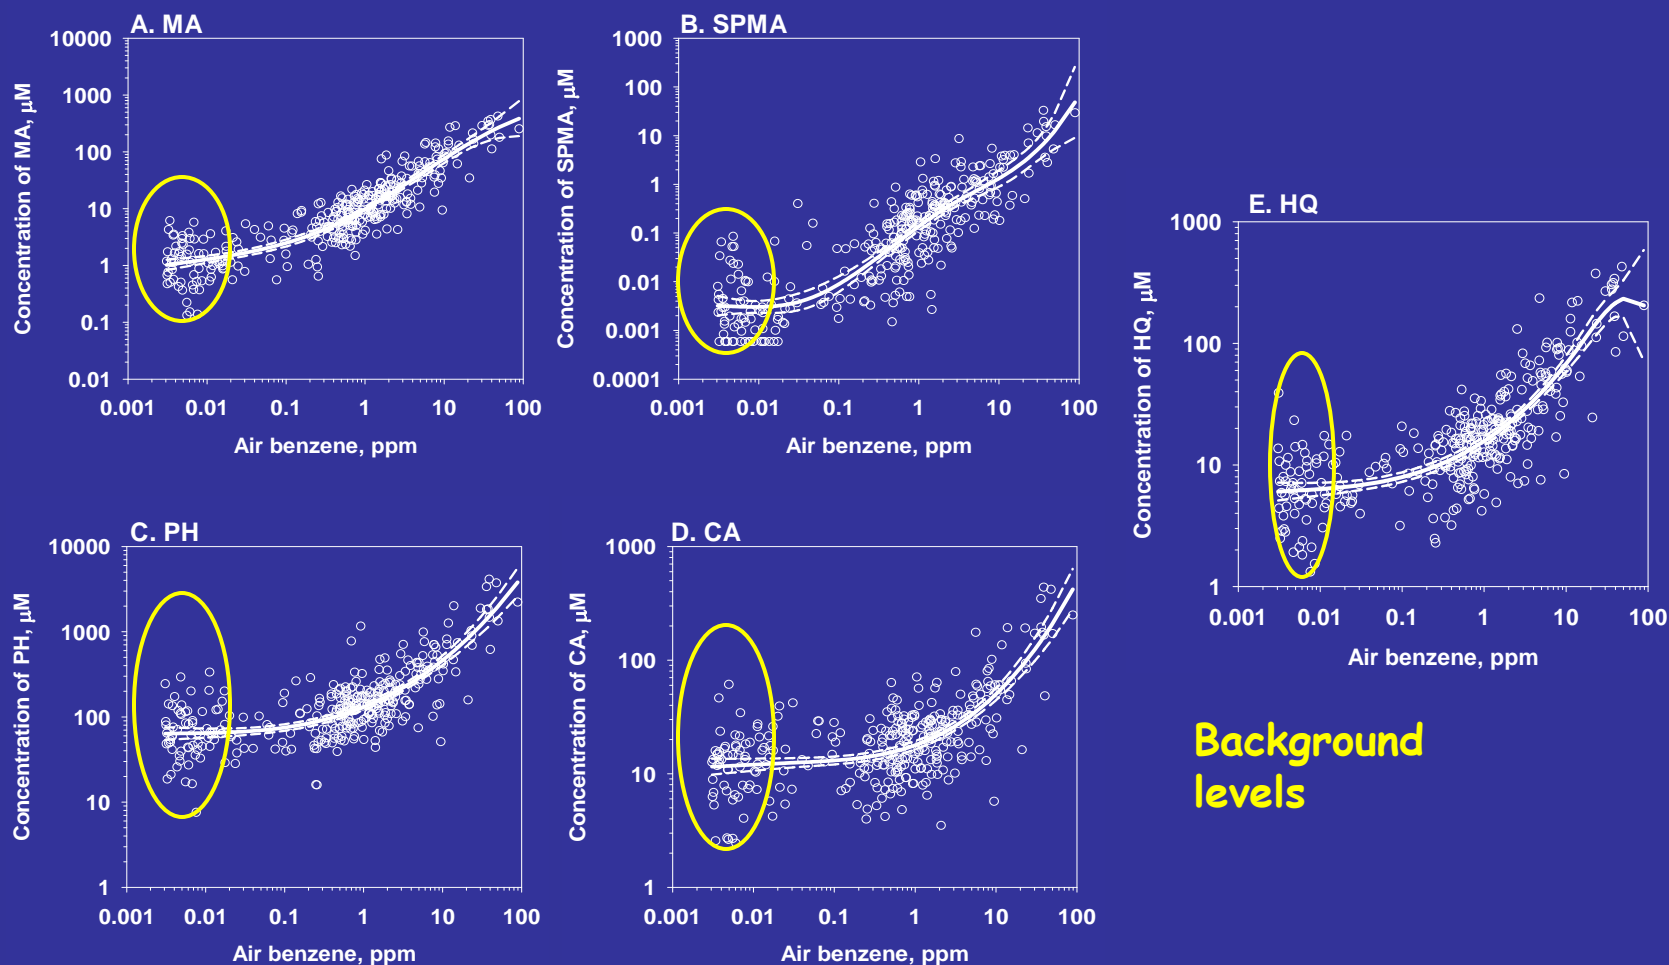 A. MA
10000
1000
100
10
1
0.1
0.01
0.001 0.01 0.1 1 10 100
Concentration of MA, µM
Air benzene, ppm
B. SPMA
1000
100
10
1
0.1
0.01
0.001
0.0001
0.001 0.01 0.1 1 10 100
Concentration of SPMA, µM
Air benzene, ppm
C. PH
10000
1000
100
10
1
0.001 0.01 0.1 1 10 100
Concentration of PH, µM
Air benzene, ppm
D. CA
1000
100
10
1
0.001 0.01 0.1 1 10 100
Concentration of CA, µM
Air benzene, ppm
E. HQ
1000
100
10
1
0.001 0.01 0.1 1 10 100
Concentration of HQ, µM
Air benzene, ppm
Background
levels